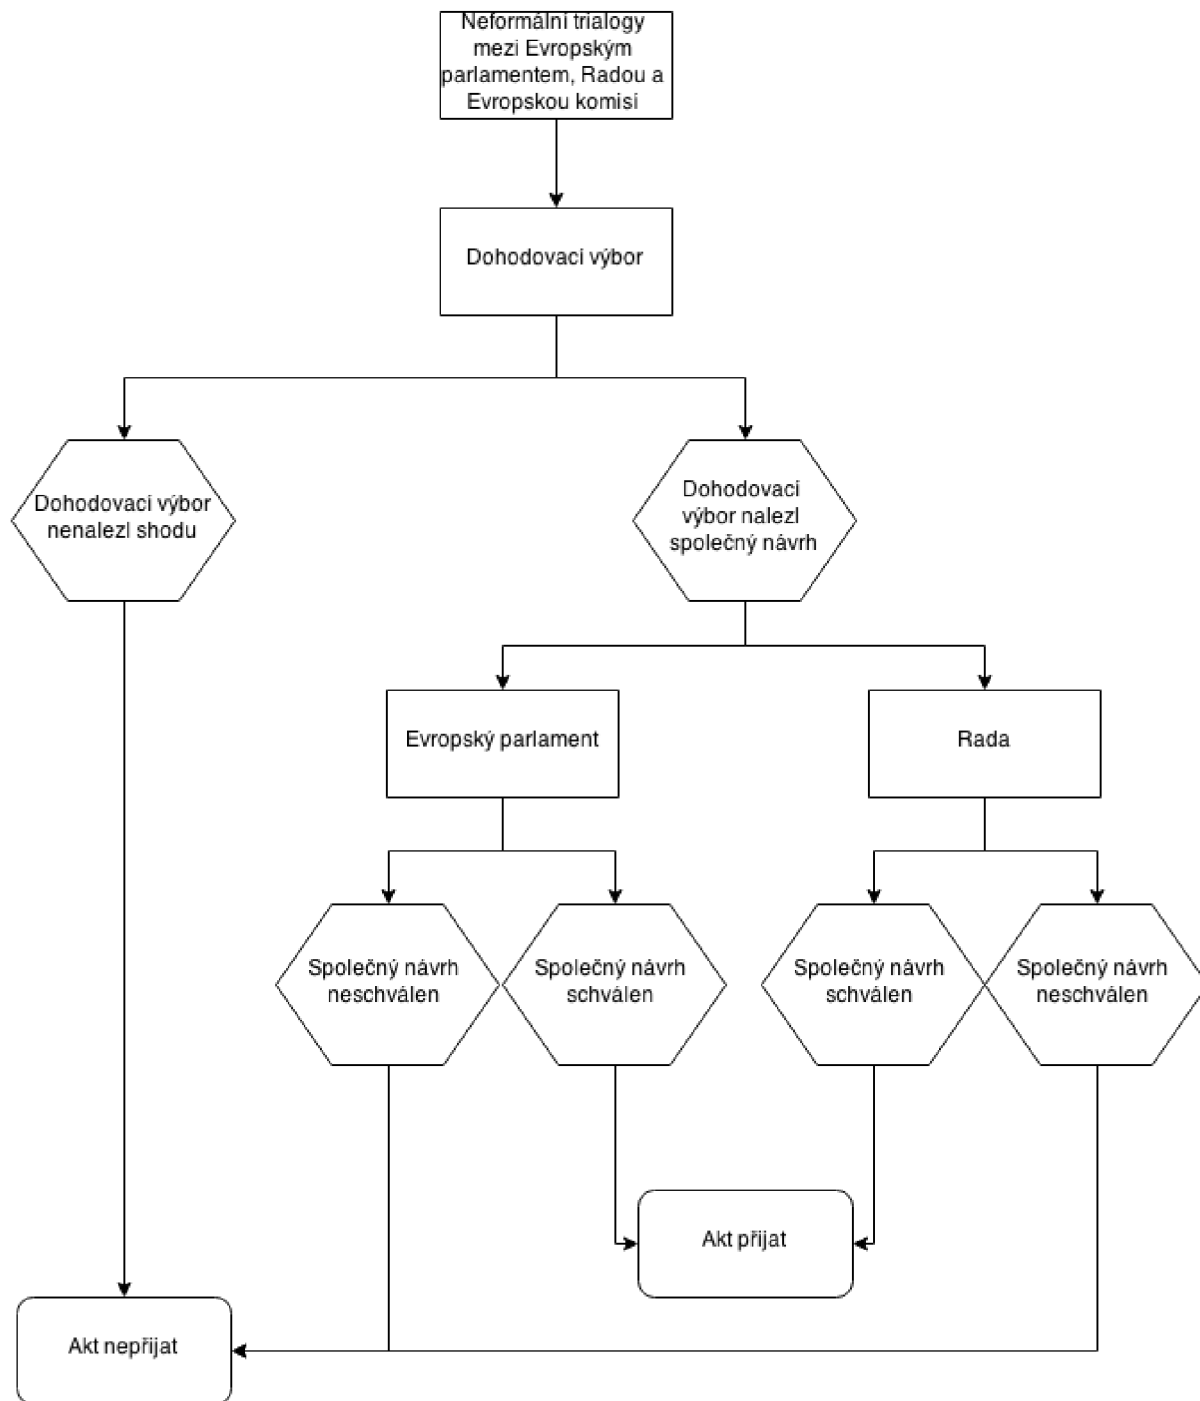 Neformální trialogy
mezi Evropským
parlamentem, Radou a
Evropskou komisí
Dohodovací výbor
Dohodovací výbor
nenalezl shodu
Dohodovací
výbor nalezl
společný návrh
Evropský parlament
Rada
Společný návrh
neschválen
Společný návrh
schválen
Společný návrh
schválen
Společný návrh
neschválen
Akt přijat
Akt nepřijat